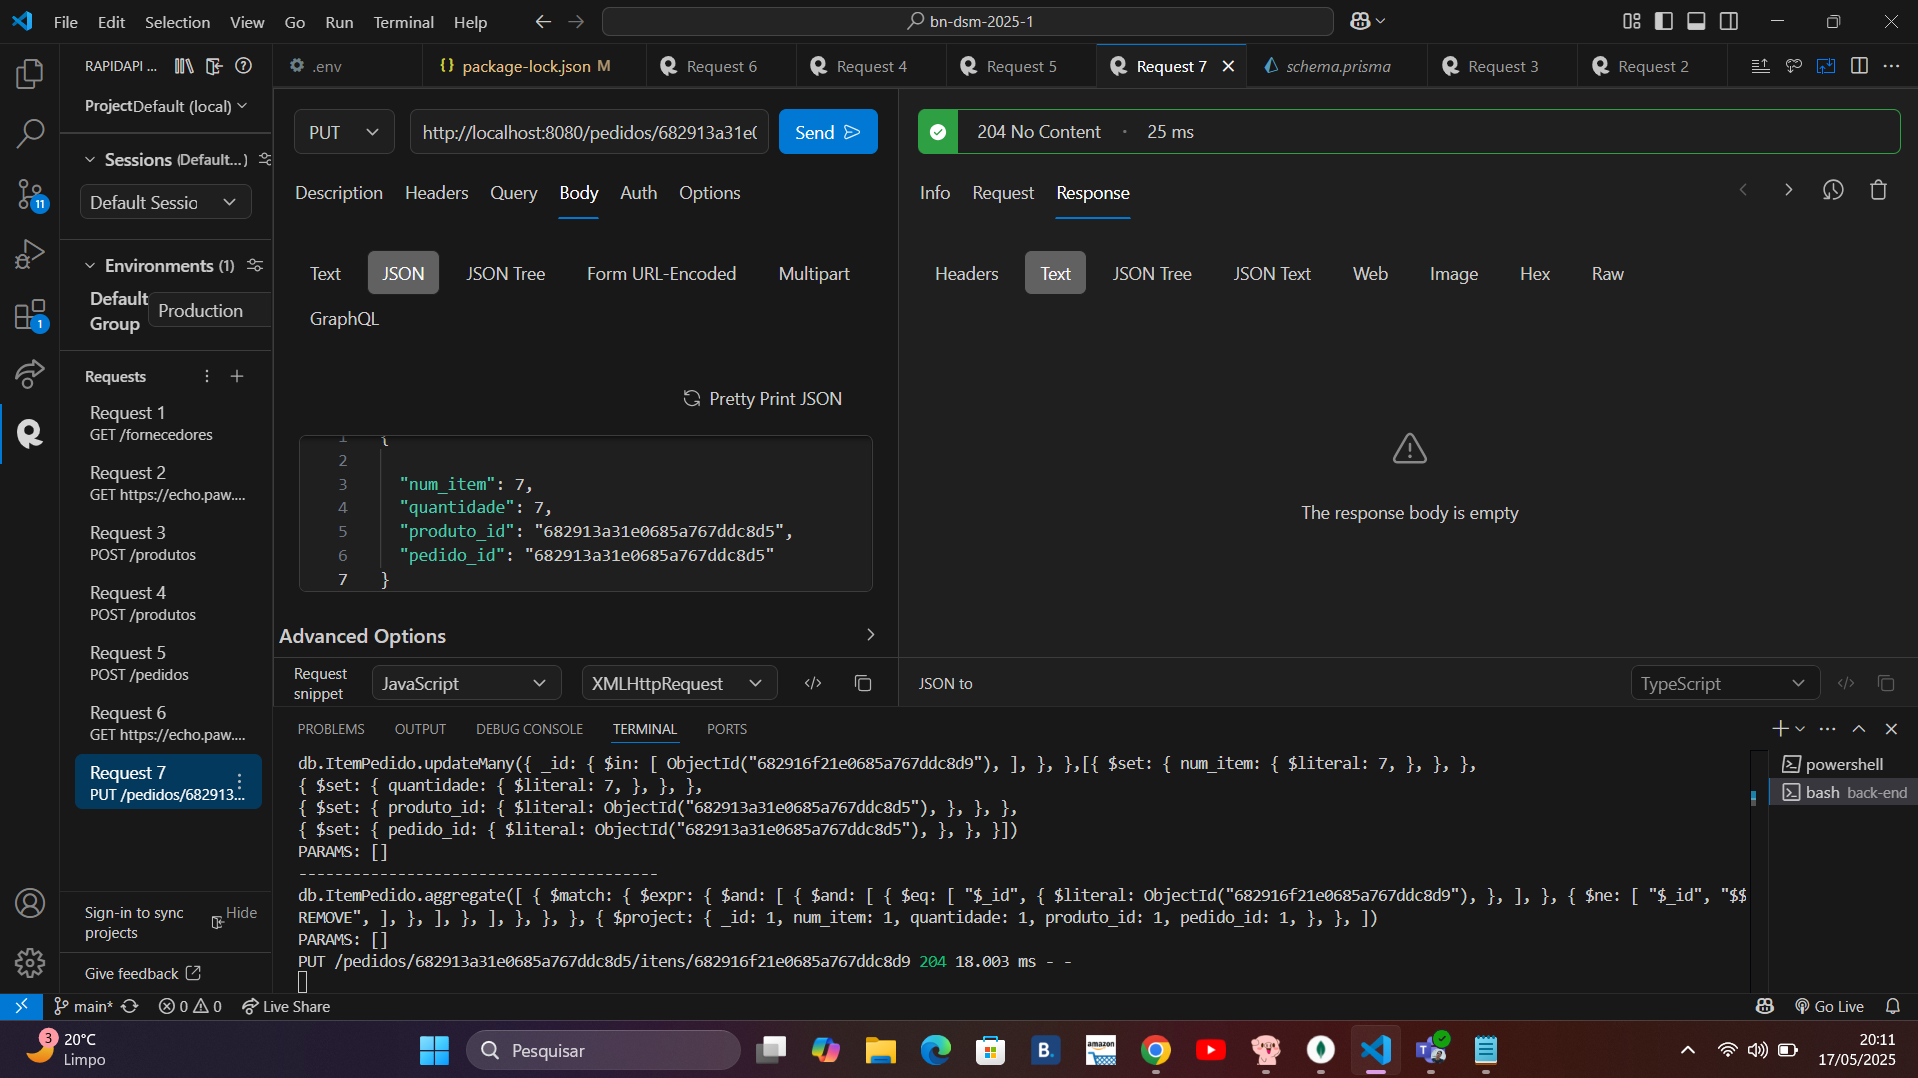 File Edit Selection View Go Run Terminal Help
bn-dsm-2025-1
RAPIDAPI ...
.env
package-lock.json M
Request 6
Request 4
Request 5
Request 7
schema.prisma
Request 3
Request 2
Project Default (local)
Sessions (Default...)
Default Sessio
Environments (1)
Default Group
Production
Requests
Request 1
GET /fornecedores
Request 2
GET https://echo.paw....
Request 3
POST /produtos
Request 4
POST /produtos
Request 5
POST /pedidos
Request 6
GET https://echo.paw....
Request 7
PUT /pedidos/682913...
Sign-in to sync projects
Hide
Give feedback
11
1
PUT
http://localhost:8080/pedidos/682913a31e0
Send
Description Headers Query Body Auth Options
Text JSON JSON Tree Form URL-Encoded Multipart
GraphQL
Pretty Print JSON
1 {
2
3 "num_item": 7,
4 "quantidade": 7,
5 "produto_id": "682913a31e0685a767ddc8d5",
6 "pedido_id": "682913a31e0685a767ddc8d5"
7 }
Advanced Options
Request snippet
JavaScript
XMLHttpRequest
204 No Content · 25 ms
Info Request Response
Headers Text JSON Tree JSON Text Web Image Hex Raw
The response body is empty
JSON to
TypeScript
PROBLEMS OUTPUT DEBUG CONSOLE TERMINAL PORTS
db.ItemPedido.updateMany({ _id: { $in: [ ObjectId("682916f21e0685a767ddc8d9"), ], }, },[{ $set: { num_item: { $literal: 7, }, }, },
{ $set: { quantidade: { $literal: 7, }, }, },
{ $set: { produto_id: { $literal: ObjectId("682913a31e0685a767ddc8d5"), }, }, },
{ $set: { pedido_id: { $literal: ObjectId("682913a31e0685a767ddc8d5"), }, }, }])
PARAMS: []
----------------------------------------
db.ItemPedido.aggregate([ { $match: { $expr: { $and: [ { $and: [ { $eq: [ "$_id", { $literal: ObjectId("682916f21e0685a767ddc8d9"), }, ], }, { $ne: [ "$_id", "$$
REMOVE", ], }, ], }, ], }, }, }, { $project: { _id: 1, num_item: 1, quantidade: 1, produto_id: 1, pedido_id: 1, }, }, ])
PARAMS: []
PUT /pedidos/682913a31e0685a767ddc8d5/itens/682916f21e0685a767ddc8d9 204 18.003 ms - -
powershell
bash back-end
main* 0 0 Live Share
Go Live
3
20°C
Limpo
Pesquisar
B.
amazon
20:11
17/05/2025